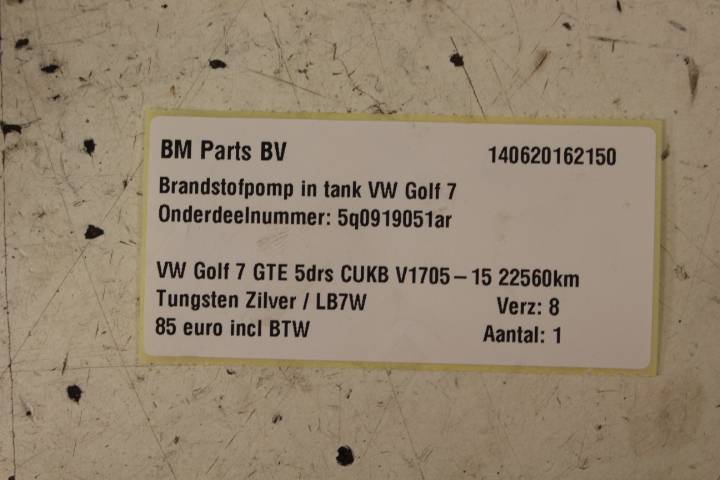 BM Parts BV 140620162150
Brandstofpomp in tank VW Golf 7
Onderdeelnummer: 5q0919051ar
VW Golf 7 GTE 5drs CUKB V1705-15 22560km
Tungsten Zilver / LB7W Verz: 8
85 euro incl BTW Aantal: 1